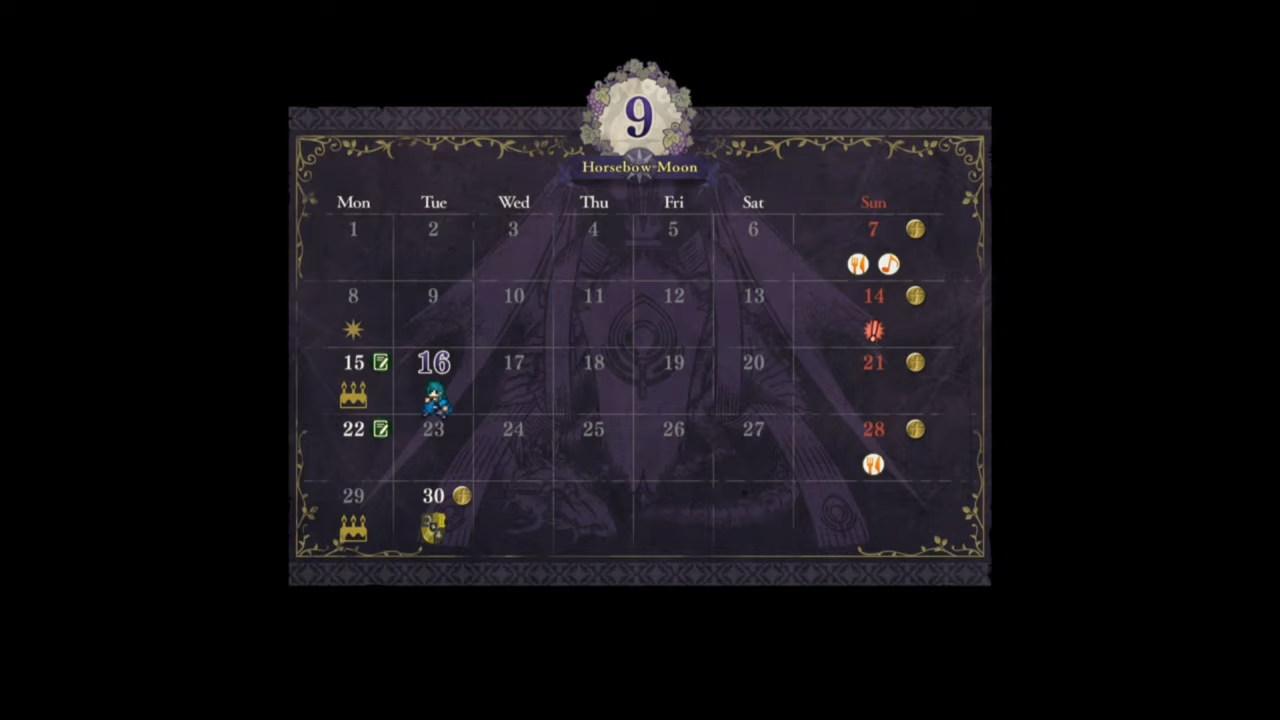 9
Horsebow Moon
Mon Tue Wed Thu Fri Sat Sun
1 2 3 4 5 6 7
8 9 10 11 12 13 14
15 16 17 18 19 20 21
22 23 24 25 26 27 28
29 30